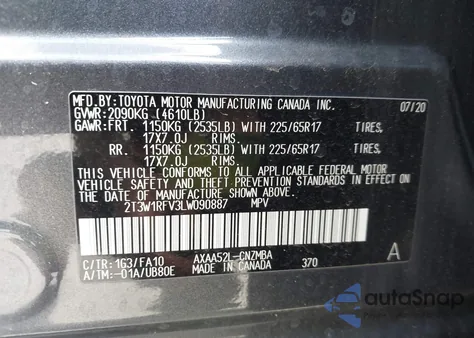 MFD.BY: TOYOTA MOTOR MANUFACTURING CANADA INC. 07/20
GVWR: 2090KG (4610LB)
GAWR:FRT. 1150KG (2535LB) WITH 225/65R17 TIRES,
17X7.0J RIMS,
RR. 1150KG (2535LB) WITH 225/65R17 TIRES,
17X7.0J RIMS.
THIS VEHICLE CONFORMS TO ALL APPLICABLE FEDERAL MOTOR
VEHICLE SAFETY AND BUMPER STANDARDS IN EFFECT ON
THE DATE OF MANUFACTURE SHOWN ABOVE.
2T3W1RFV3LW090887 MPV
C/TR: 1G3/FA10 AXAA52L-CNZMBA A
A/TM: -01A/UB80E MADE IN CANADA 370
autoSnap